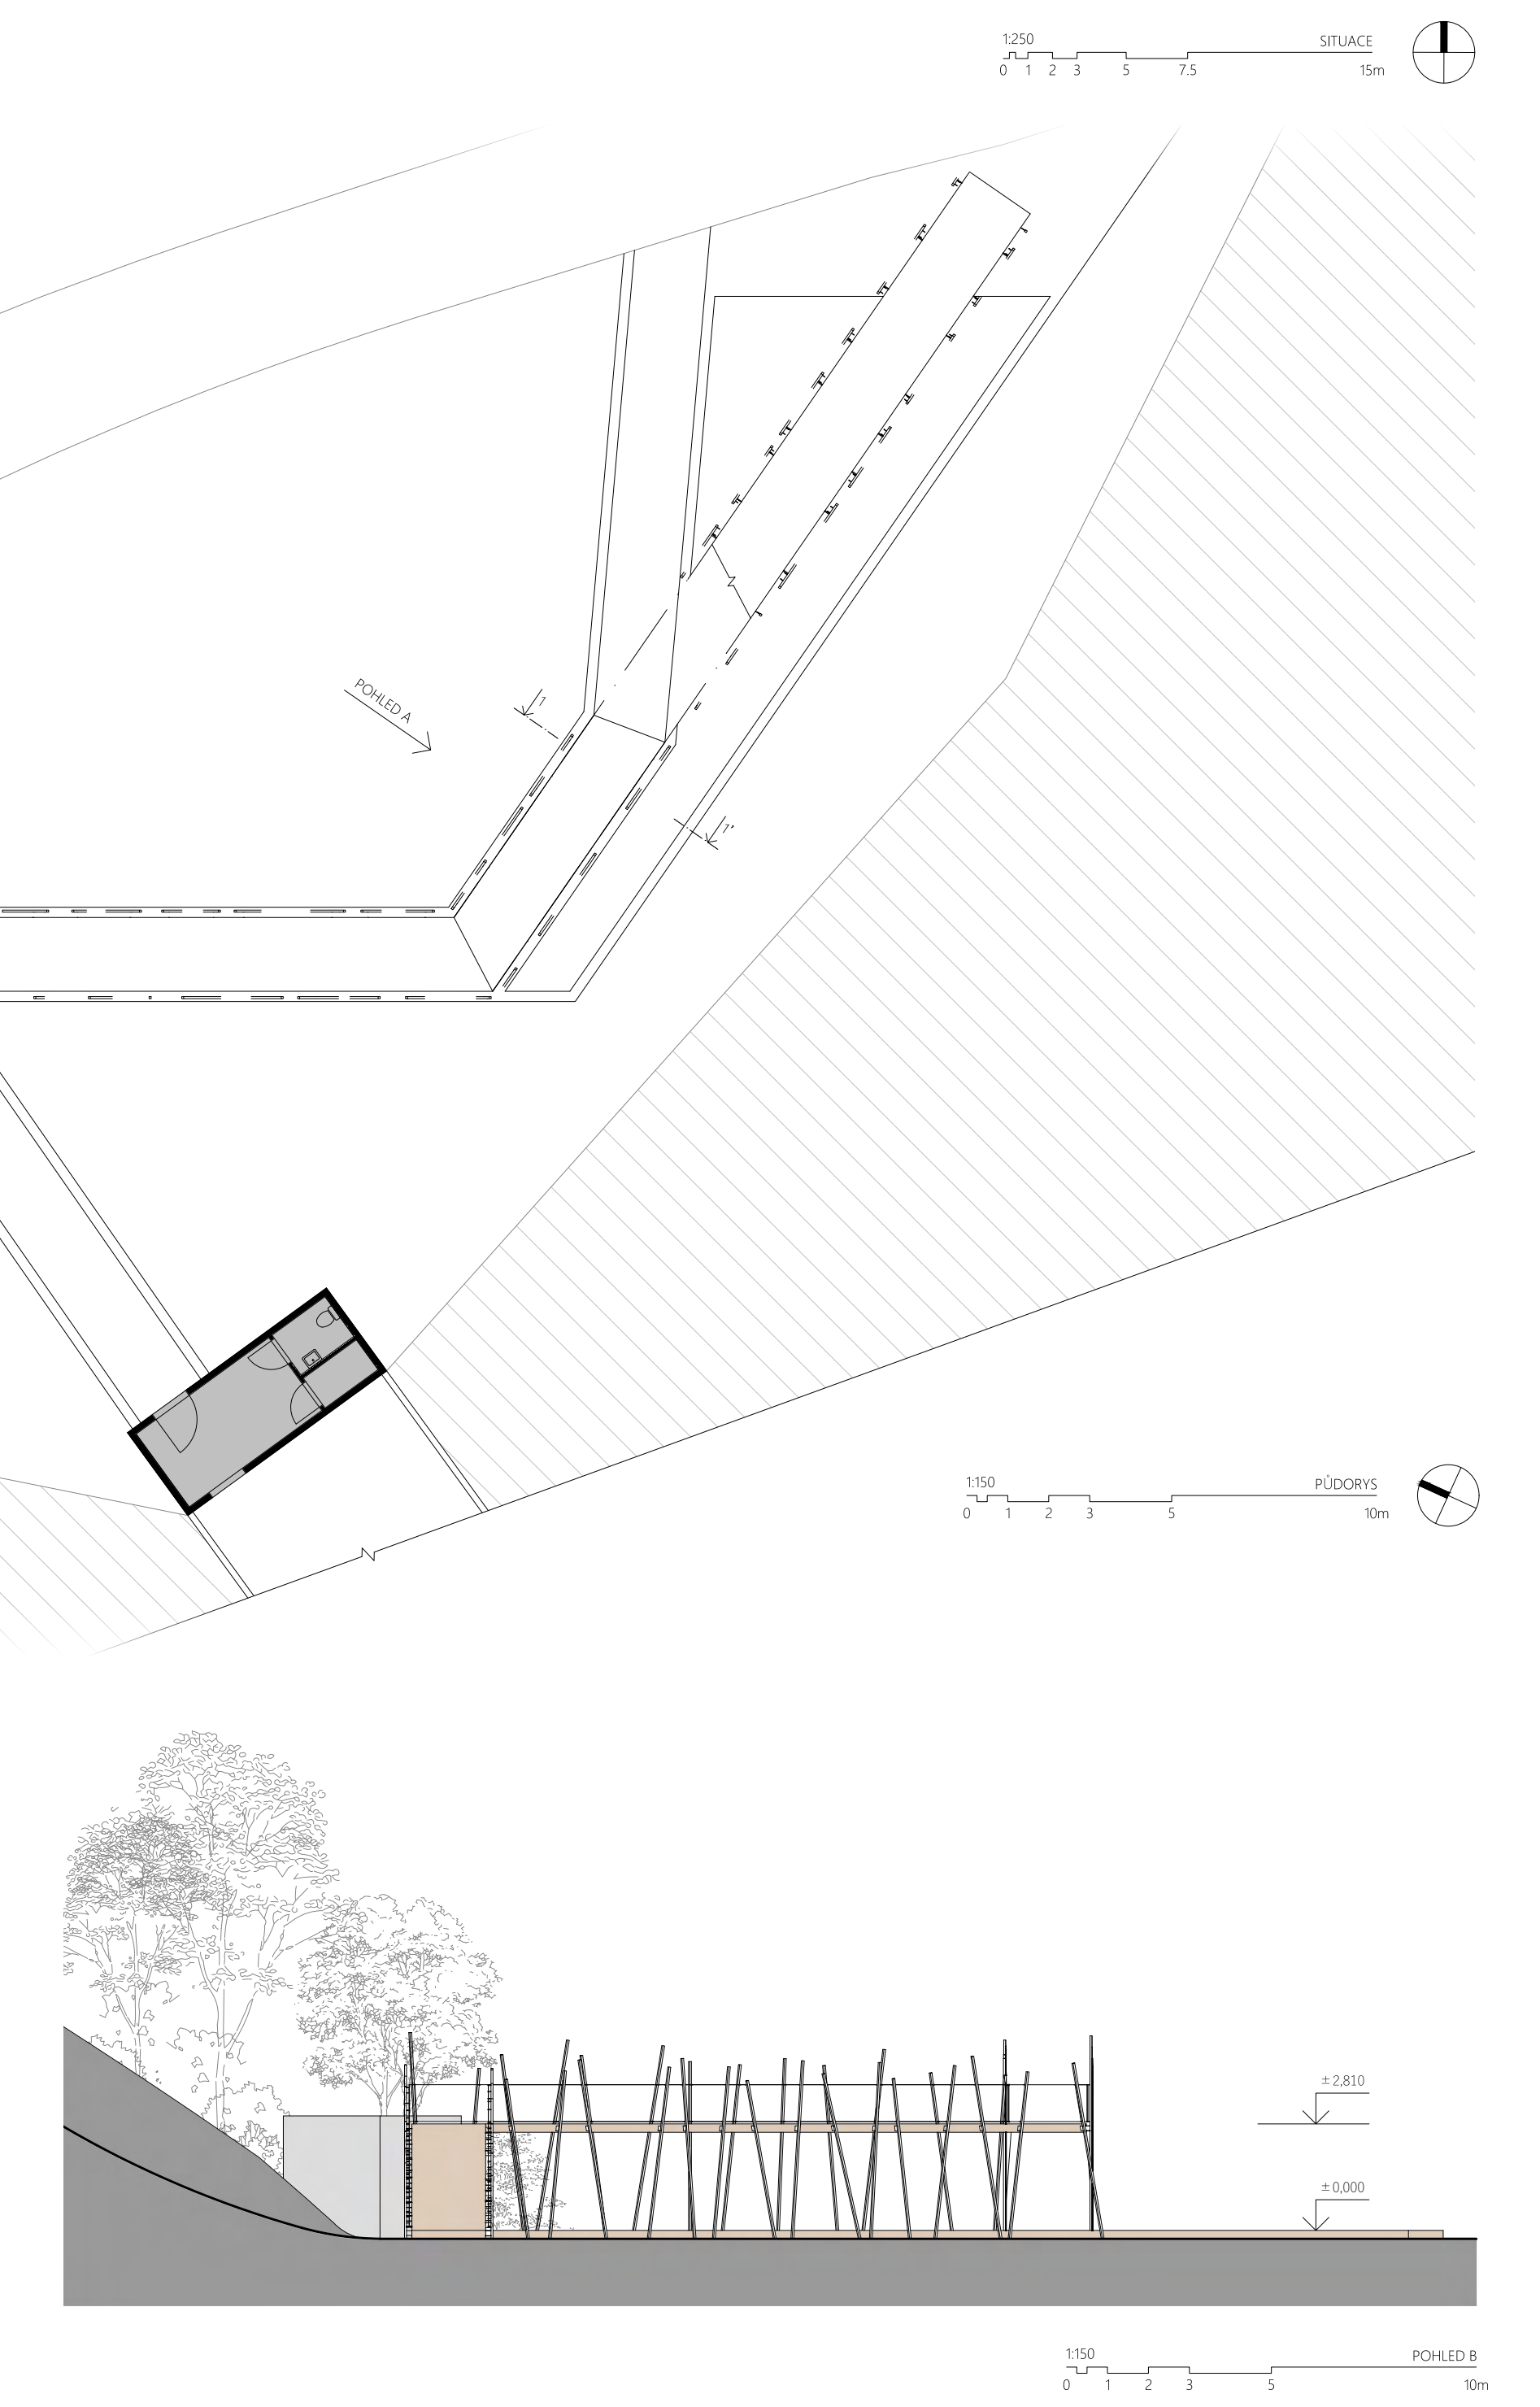 1:250 SITUACE
0 1 2 3 5 7.5 15m
POHLED A
1
1'
1:150 PŮDORYS
0 1 2 3 5 10m
±2,810
±0,000
1:150 POHLED B
0 1 2 3 5 10m